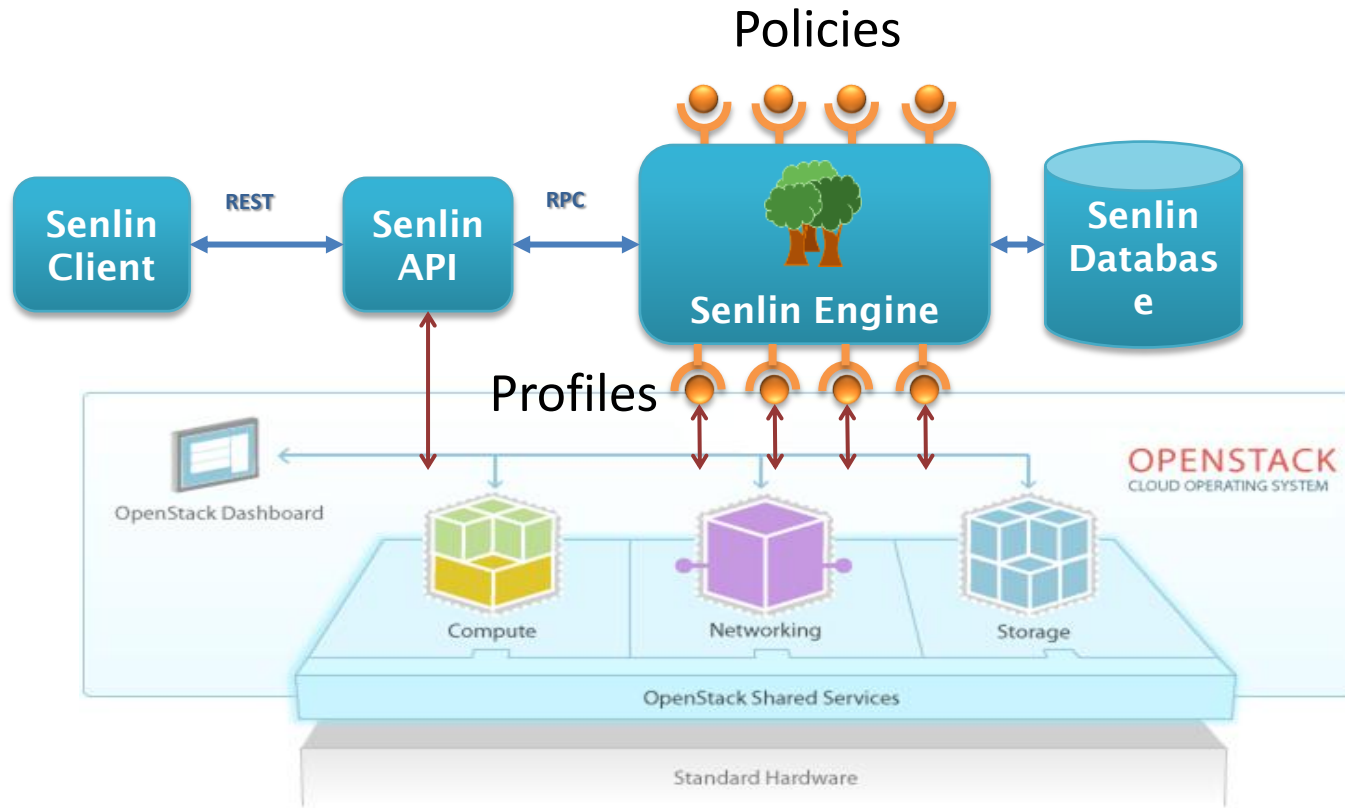 Policies
Senlin
Client
REST
Senlin
API
RPC
Senlin Engine
Senlin
Databas
e
Profiles
OPENSTACK
CLOUD OPERATING SYSTEM
OpenStack Dashboard
Compute
Networking
Storage
OpenStack Shared Services
Standard Hardware